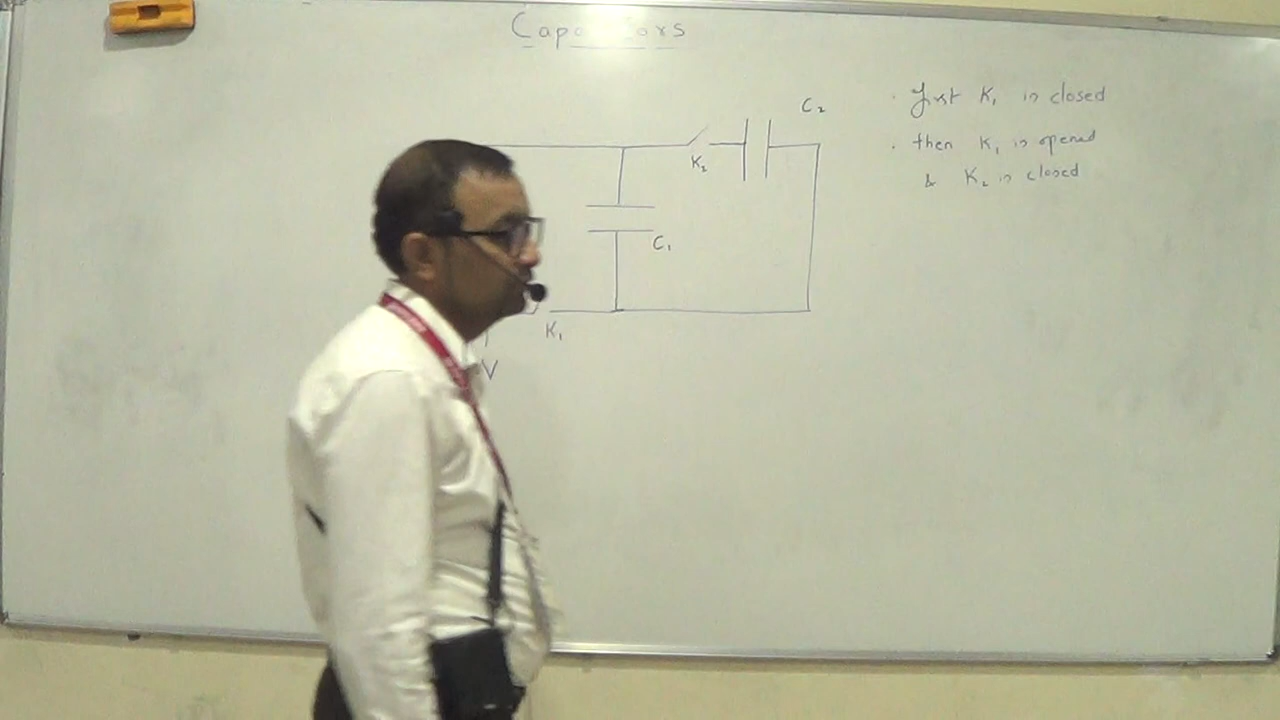 Capacitors
C₂
K₂
C₁
K₁
V
. First K₁ is closed
. then K₁ is opened
& K₂ is closed